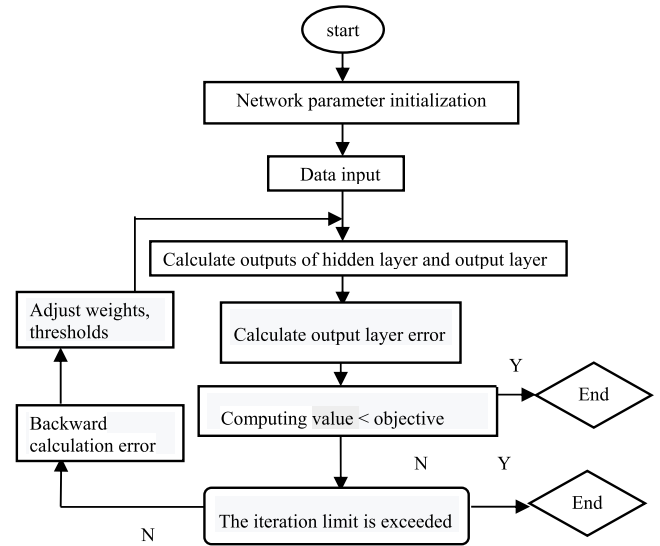 start
Network parameter initialization
Data input
Calculate outputs of hidden layer and output layer
Adjust weights,
thresholds
Calculate output layer error
Y
End
Computing value < objective
Backward
calculation error
N
Y
End
The iteration limit is exceeded
N